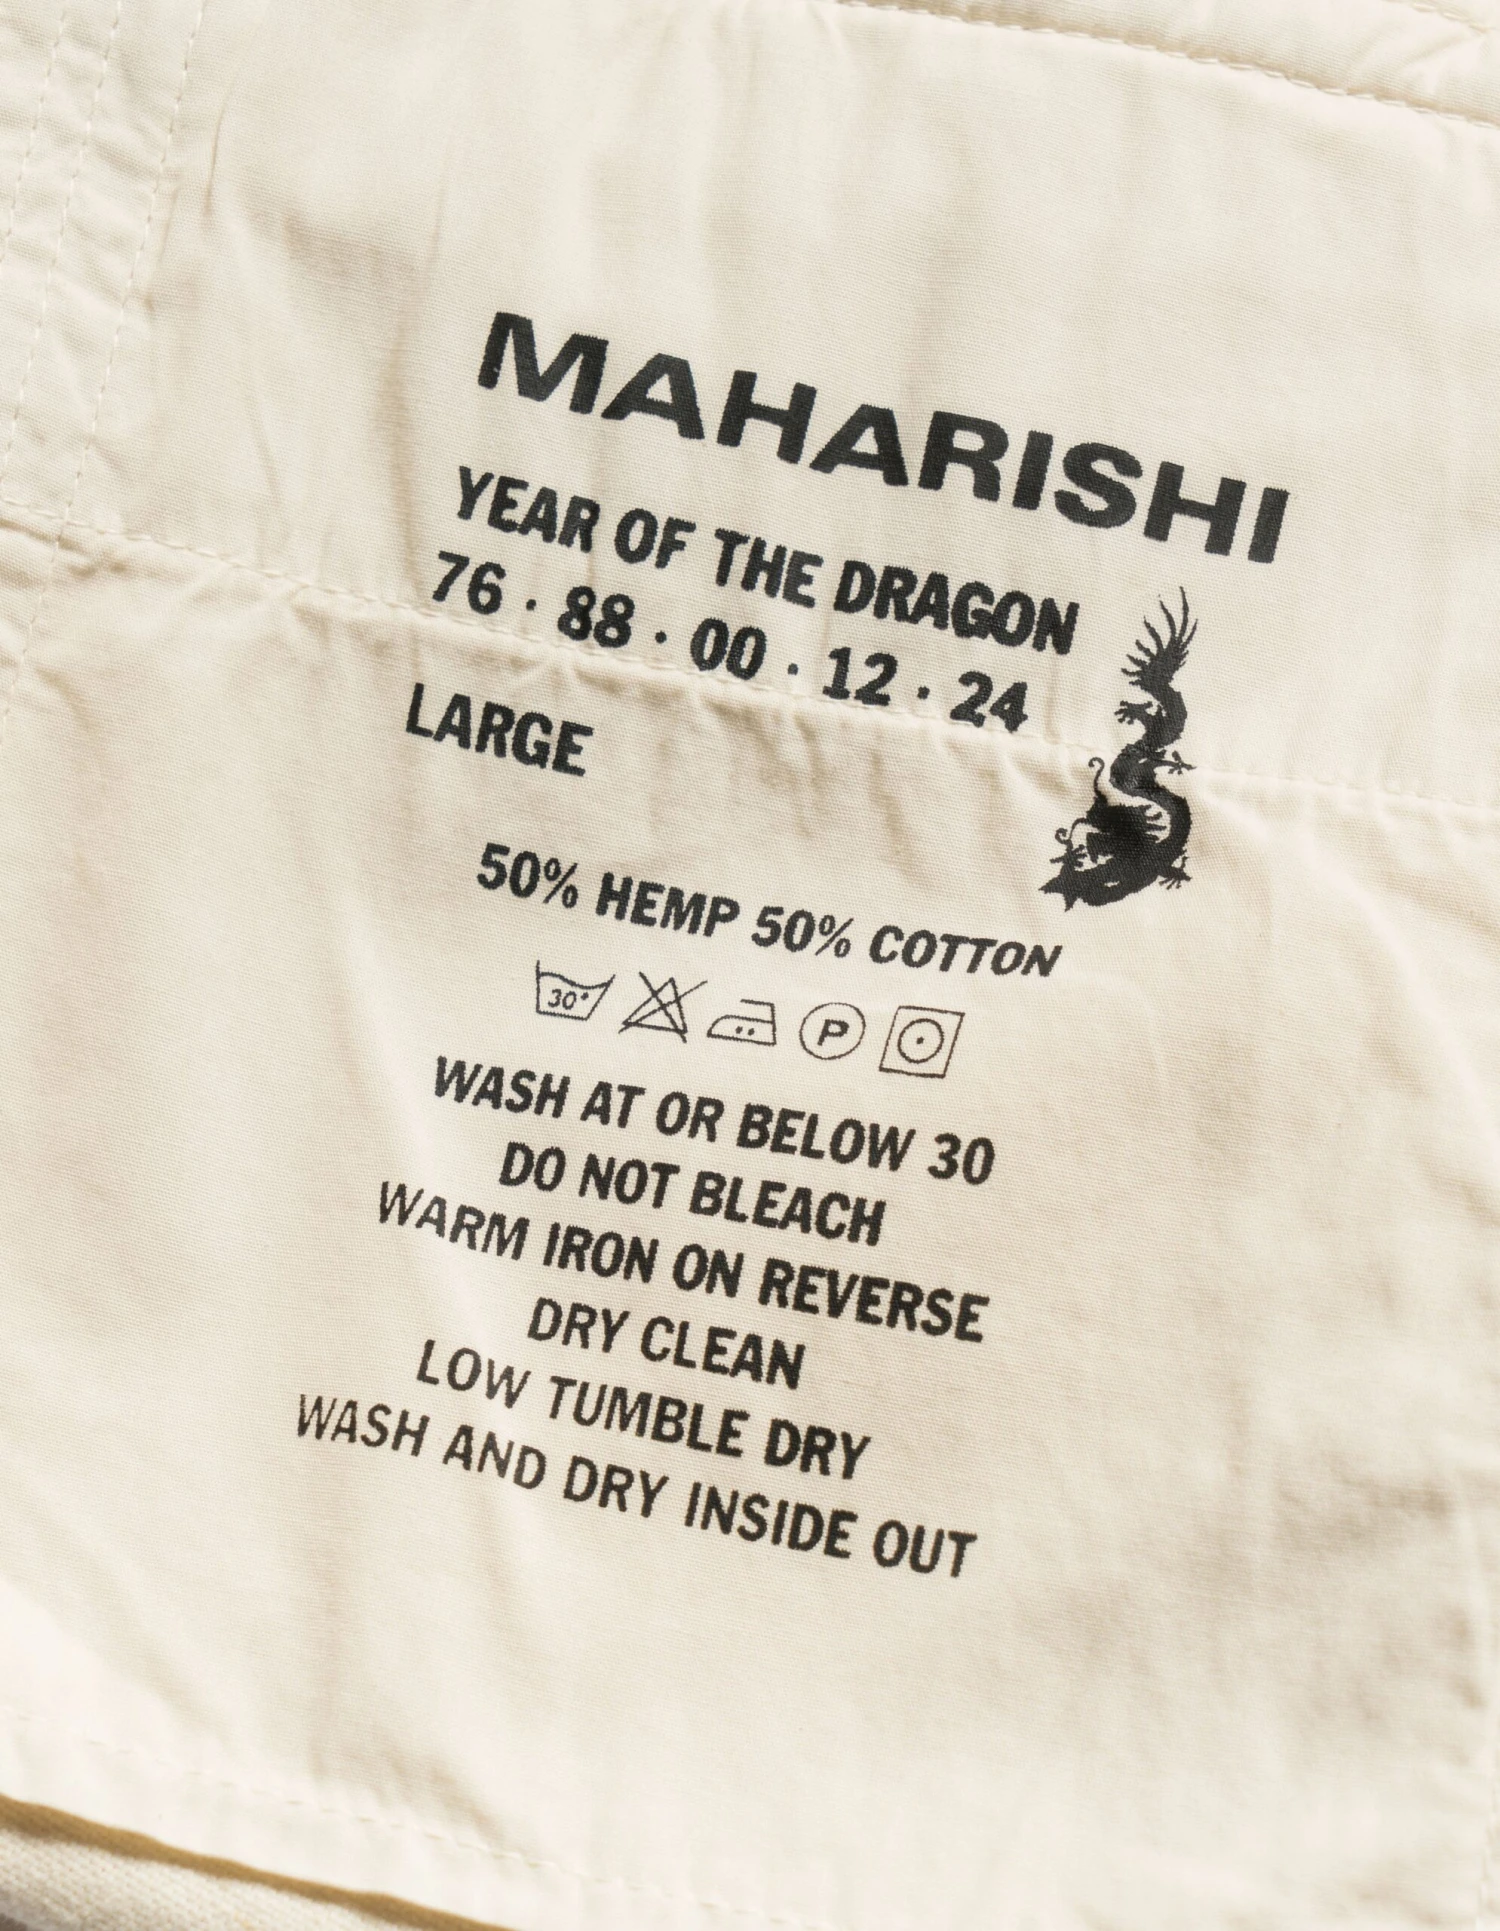 MAHARISHI
YEAR OF THE DRAGON
76 · 88 · 00 · 12 · 24
LARGE
50% HEMP 50% COTTON
30° P
WASH AT OR BELOW 30
DO NOT BLEACH
WARM IRON ON REVERSE
DRY CLEAN
LOW TUMBLE DRY
WASH AND DRY INSIDE OUT